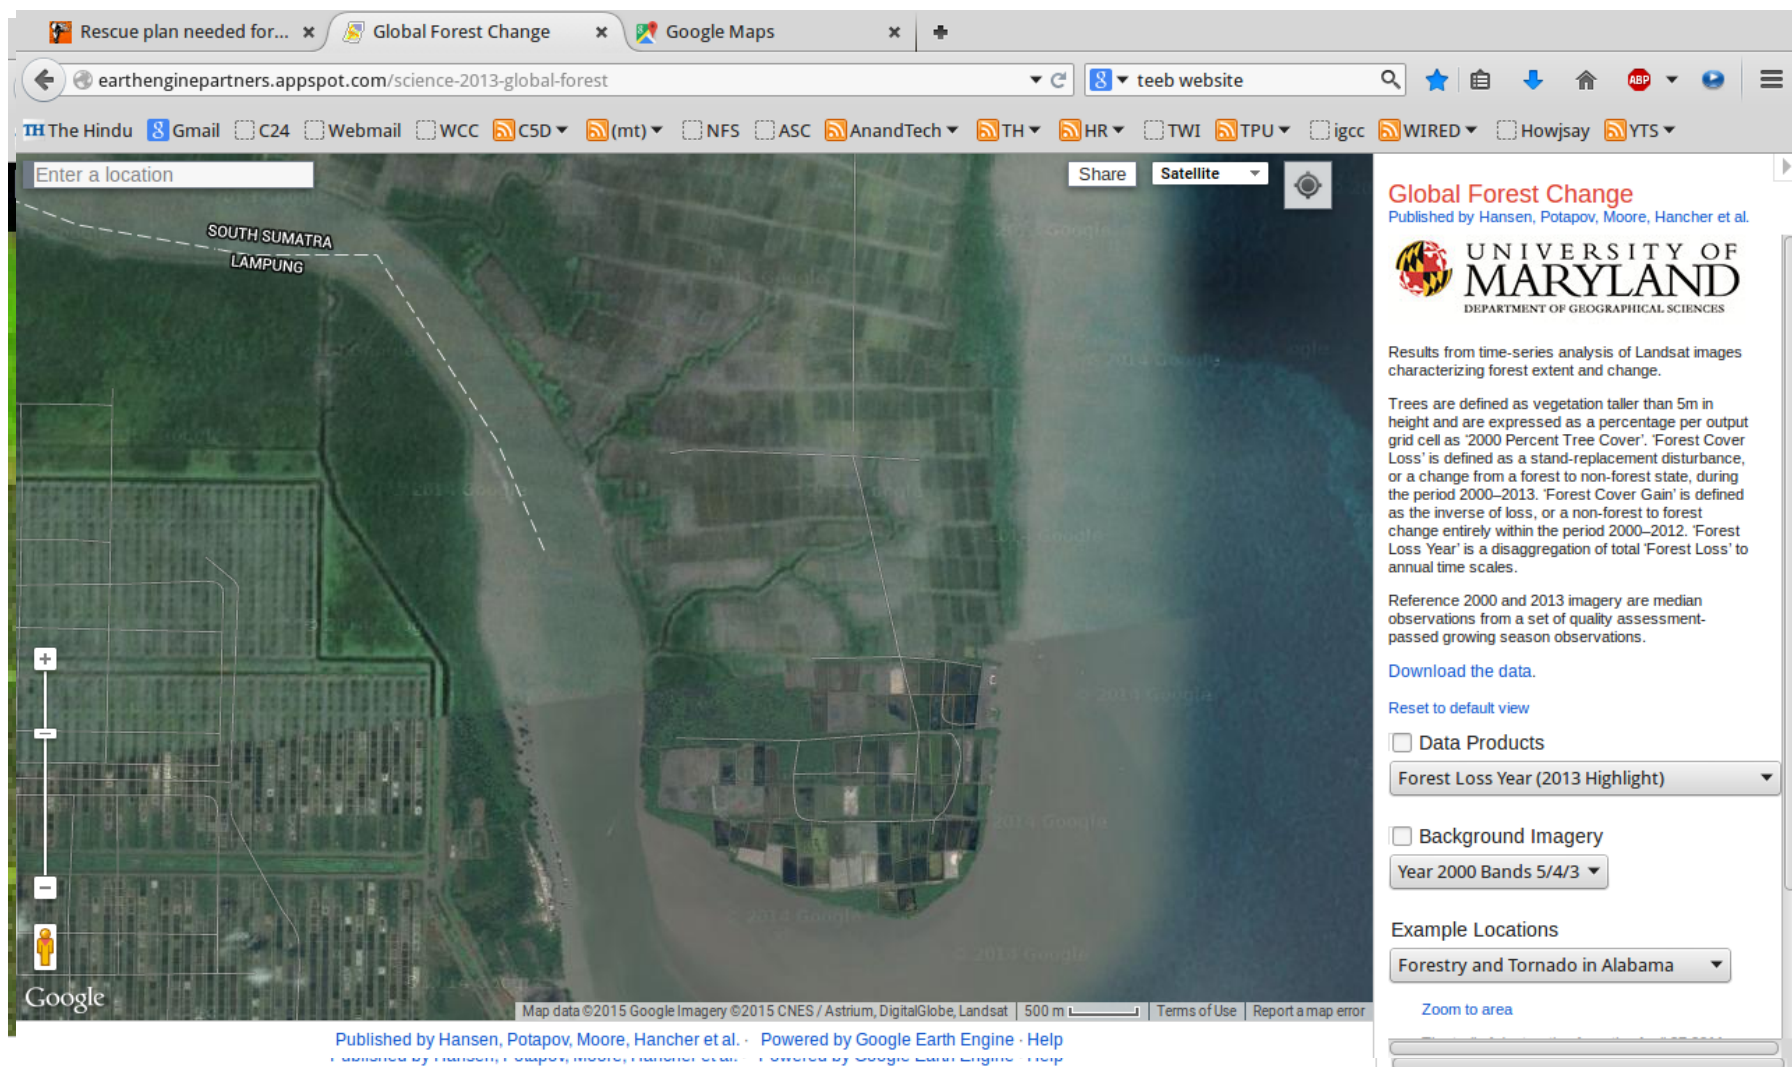 Rescue plan needed for...
Global Forest Change
Google Maps
earthenginepartners.appspot.com/science-2013-global-forest
teeb website
ABP
TH The Hindu
Gmail
C24
Webmail
WCC
C5D
(mt)
NFS
ASC
AnandTech
TH
HR
TWI
TPU
igcc
WIRED
Howjsay
YTS
Enter a location
Share
Satellite
SOUTH SUMATRA
LAMPUNG
Google
Map data ©2015 Google Imagery ©2015 CNES / Astrium, DigitalGlobe, Landsat
500 m
Terms of Use
Report a map error
Published by Hansen, Potapov, Moore, Hancher et al. · Powered by Google Earth Engine · Help
Global Forest Change
Published by Hansen, Potapov, Moore, Hancher et al.
UNIVERSITY OF
MARYLAND
DEPARTMENT OF GEOGRAPHICAL SCIENCES
Results from time-series analysis of Landsat images
characterizing forest extent and change.
Trees are defined as vegetation taller than 5m in
height and are expressed as a percentage per output
grid cell as '2000 Percent Tree Cover'. 'Forest Cover
Loss' is defined as a stand-replacement disturbance,
or a change from a forest to non-forest state, during
the period 2000–2013. 'Forest Cover Gain' is defined
as the inverse of loss, or a non-forest to forest
change entirely within the period 2000–2012. 'Forest
Loss Year' is a disaggregation of total 'Forest Loss' to
annual time scales.
Reference 2000 and 2013 imagery are median
observations from a set of quality assessment-
passed growing season observations.
Download the data.
Reset to default view
Data Products
Forest Loss Year (2013 Highlight)
Background Imagery
Year 2000 Bands 5/4/3
Example Locations
Forestry and Tornado in Alabama
Zoom to area